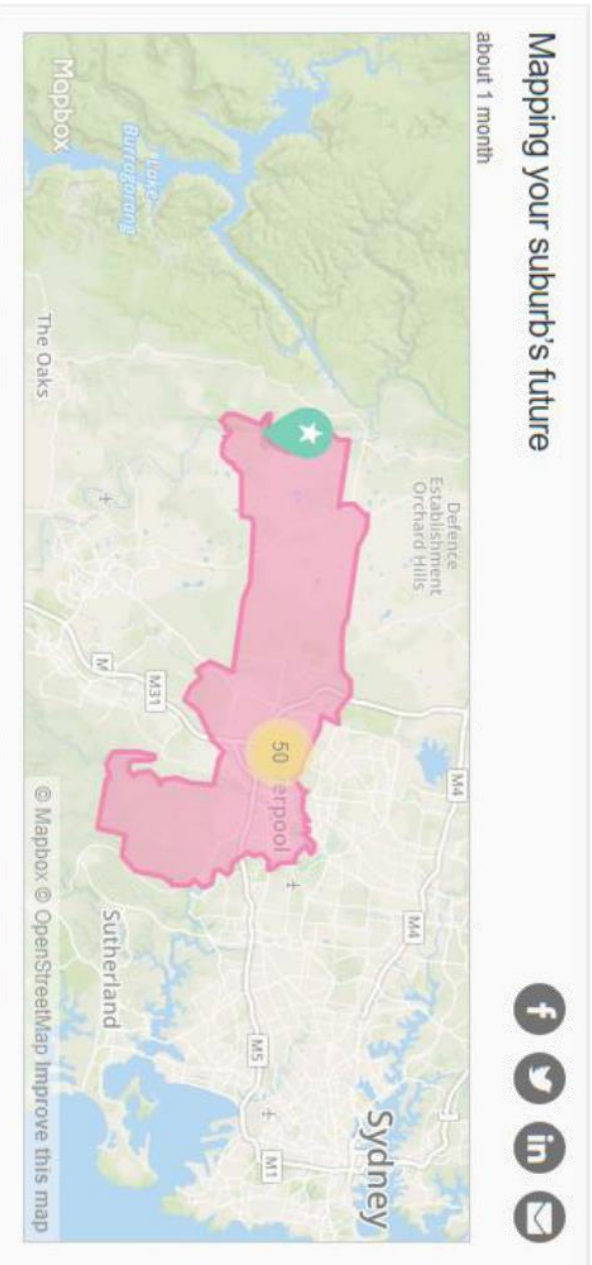 Mapping your suburb's future
about 1 month
Defence
Establishment
Orchard Hills
M4
M4
Sydney
"Lake
Burragorang
50
erpool
M5
M1
M31
M
The Oaks
Sutherland
Mapbox
© Mapbox © OpenStreetMap Improve this map
f
in